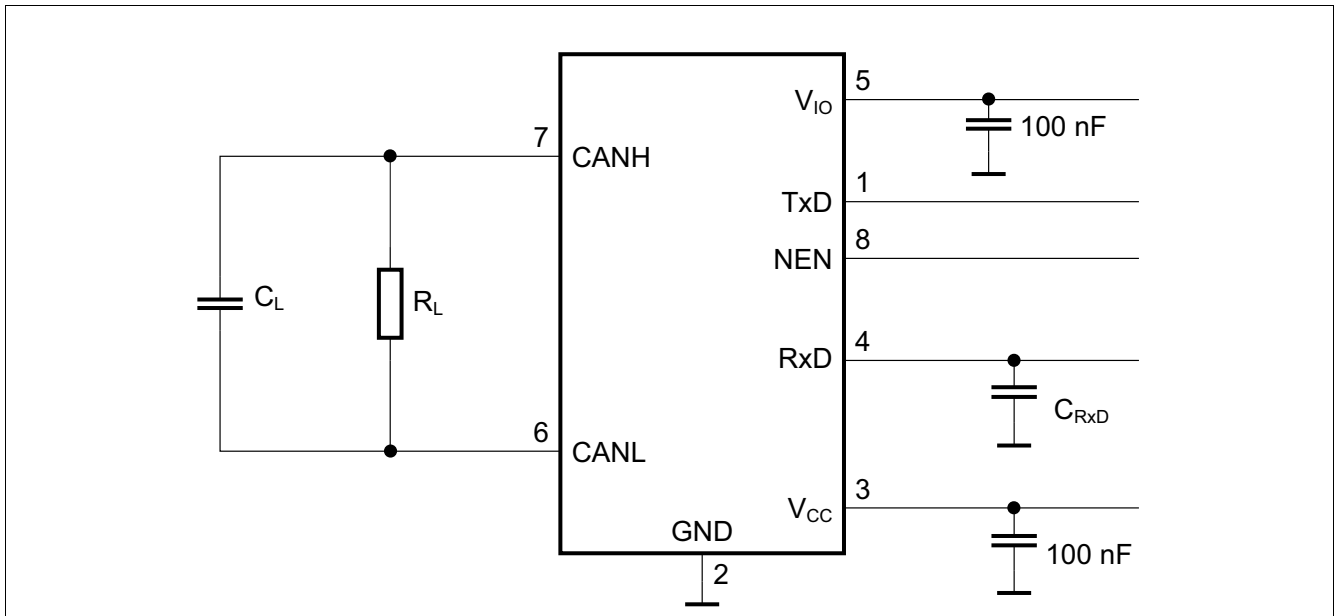 5
V_IO
100 nF
7
CANH
1
TxD
8
NEN
C_L
R_L
4
RxD
C_RxD
6
CANL
3
V_CC
GND
100 nF
2